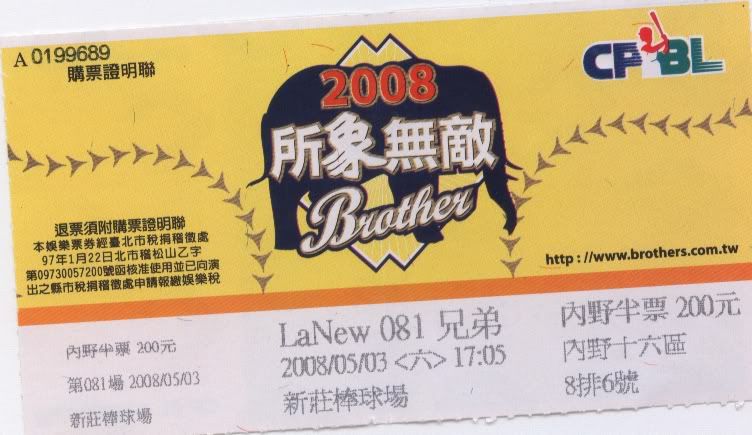 A 0199689
購票證明聯
2008
所象無敵
Brother
CPBL
退票須附購票證明聯
本娛樂票券經臺北市稅捐稽徵處
97年1月22日北市稽松山乙字
第09730057200號函核准使用並已向演
出之縣市稅捐稽徵處申請報繳娛樂稅
http://www.brothers.com.tw
內野半票 200元
第081場 2008/05/03
新莊棒球場
LaNew 081 兄弟
2008/05/03 <六> 17:05
新莊棒球場
內野半票 200元
內野十六區
8排6號